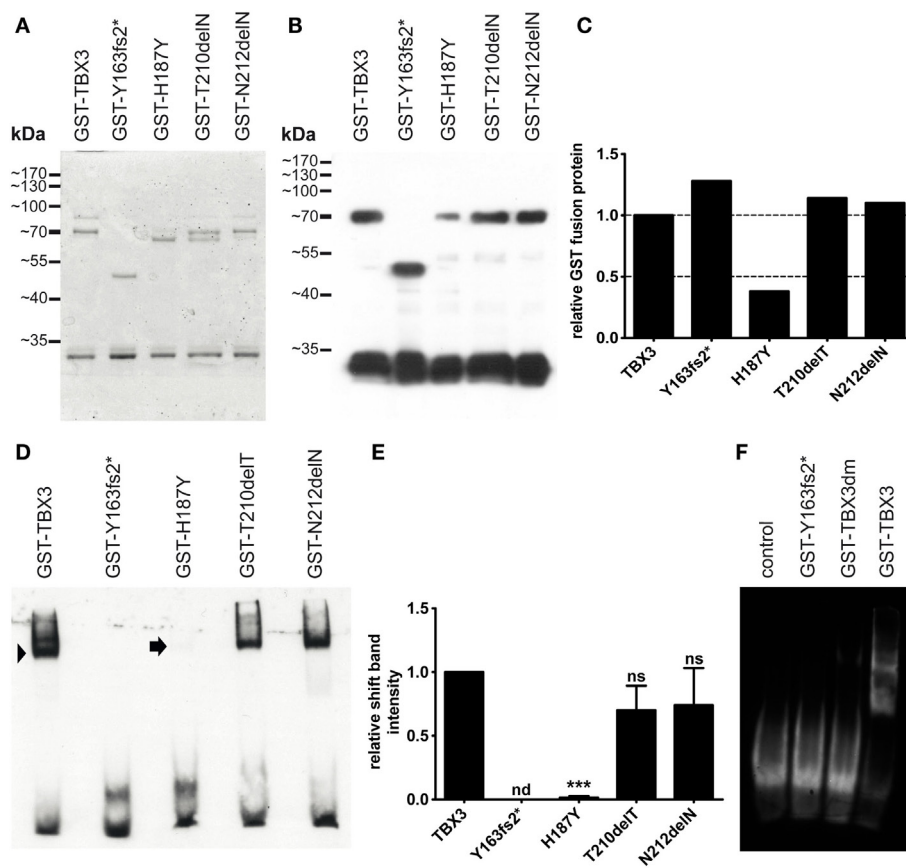 A
GST-TBX3
GST-Y163fs2*
GST-H187Y
GST-T210delN
GST-N212delN
kDa
~170
~130
~100
~70
~55
~40
~35
B
GST-TBX3
GST-Y163fs2*
GST-H187Y
GST-T210delN
GST-N212delN
kDa
~170
~130
~100
~70
~55
~40
~35
C
relative GST fusion protein
1.5
1.0
0.5
0.0
TBX3
Y163fs2*
H187Y
T210delT
N212delN
D
GST-TBX3
GST-Y163fs2*
GST-H187Y
GST-T210delT
GST-N212delN
E
relative shift band
intensity
1.5
1.0
0.5
0.0
nd
***
ns
ns
TBX3
Y163fs2*
H187Y
T210delT
N212delN
F
control
GST-Y163fs2*
GST-TBX3dm
GST-TBX3